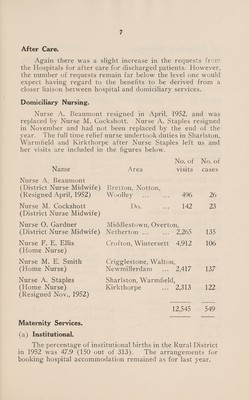 7
After Care.
Again there was a slight increase in the requests from
the Hospitals for after care for discharged patients. However,
the number of requests remain far below the level one would
expect having regard to the benefits to be derived from a
closer liaison between hospital and domiciliary services.
Domiciliary Nursing.
Nurse A. Beaumont resigned in April, 1952, and was
replaced by Nurse M. Cockshott. Nurse A. Staples resigned
in November and had not been replaced by the end of the
year. The full time relief nurse undertook duties in Sharlston,
Warmfield and Kirkthorpe after Nurse Staples left us and
her visits are included in the figures below.
No. of No. of
Name Area visits cases
Nurse A. Beaumont
(District Nurse Midwife) Bretton, Notton,
(Resigned April, 1952) Woolley ... ... 496 26
Nurse M. Cockshott Do. ... 142 23
(District Nurse Midwife)
Nurse O. Gardner Middlestown, Overton,
(District Nurse Midwife) Netherton ... ... 2,265 135
Nurse F. E. Ellis Crofton, Wintersett 4,912 106
(Home Nurse)
Nurse M. E. Smith Crigglestone, Walton,
(Home Nurse) Newmillerdam ... 2,417 137
Nurse A. Staples Sharlston, Warmfield,
(Home Nurse) Kirkthorpe ... 2,313 122
(Resigned Nov., 1952)
12,545 549
Maternity Services.
(a) Institutional.
The percentage of institutional births in the Rural District
in 1952 was 47.9 (150 out of 313). The arrangements for
booking hospital accommodation remained as for last year.